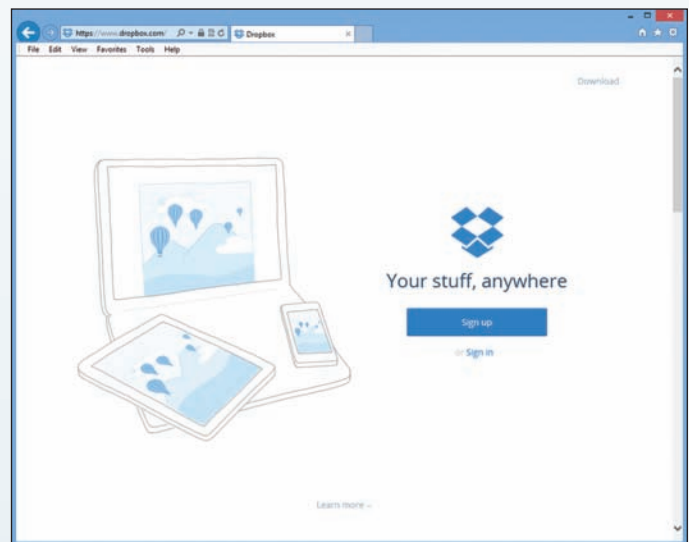 https://www.dropbox.com/ Dropbox
File Edit View Favorites Tools Help
Download
Your stuff, anywhere
Sign up
or Sign in
Learn more